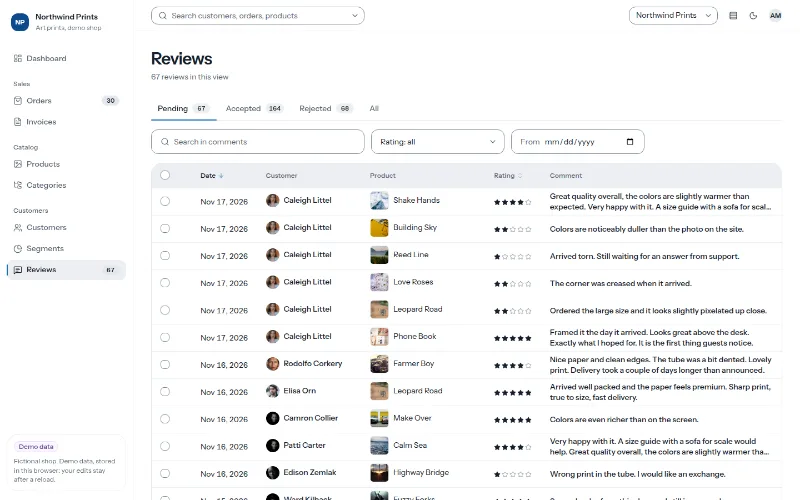 NP
Northwind Prints
Art prints, demo shop
Search customers, orders, products
Northwind Prints
AM
Dashboard
Sales
Orders 30
Invoices
Catalog
Products
Categories
Customers
Customers
Segments
Reviews 67
Demo data
Fictional shop. Demo data, stored
in this browser: your edits stay
after a reload.
Reviews
67 reviews in this view
Pending 67 Accepted 164 Rejected 68 All
Search in comments
Rating: all
From mm/dd/yyyy
Date Customer Product Rating Comment
Nov 17, 2026 Caleigh Littel Shake Hands Great quality overall, the colors are slightly warmer than
expected. Very happy with it. A size guide with a sofa for scal...
Nov 17, 2026 Caleigh Littel Building Sky Colors are noticeably duller than the photo on the site.
Nov 17, 2026 Caleigh Littel Reed Line Arrived torn. Still waiting for an answer from support.
Nov 17, 2026 Caleigh Littel Love Roses The corner was creased when it arrived.
Nov 17, 2026 Caleigh Littel Leopard Road Ordered the large size and it looks slightly pixelated up close.
Nov 17, 2026 Caleigh Littel Phone Book Framed it the day it arrived. Looks great above the desk.
Exactly what I hoped for. It is the first thing guests notice.
Nov 16, 2026 Rodolfo Corkery Farmer Boy Nice paper and clean edges. The tube was a bit dented. Lovely
print. Delivery took a couple of days longer than announced.
Nov 16, 2026 Elisa Orn Leopard Road Arrived well packed and the paper feels premium. Sharp print,
true to size, fast delivery.
Nov 16, 2026 Camron Collier Make Over Colors are even richer than on the screen.
Nov 16, 2026 Patti Carter Calm Sea Very happy with it. A size guide with a sofa for scale would
help. Great quality overall, the colors are slightly warmer tha...
Nov 16, 2026 Edison Zemlak Highway Bridge Wrong print in the tube. I would like an exchange.